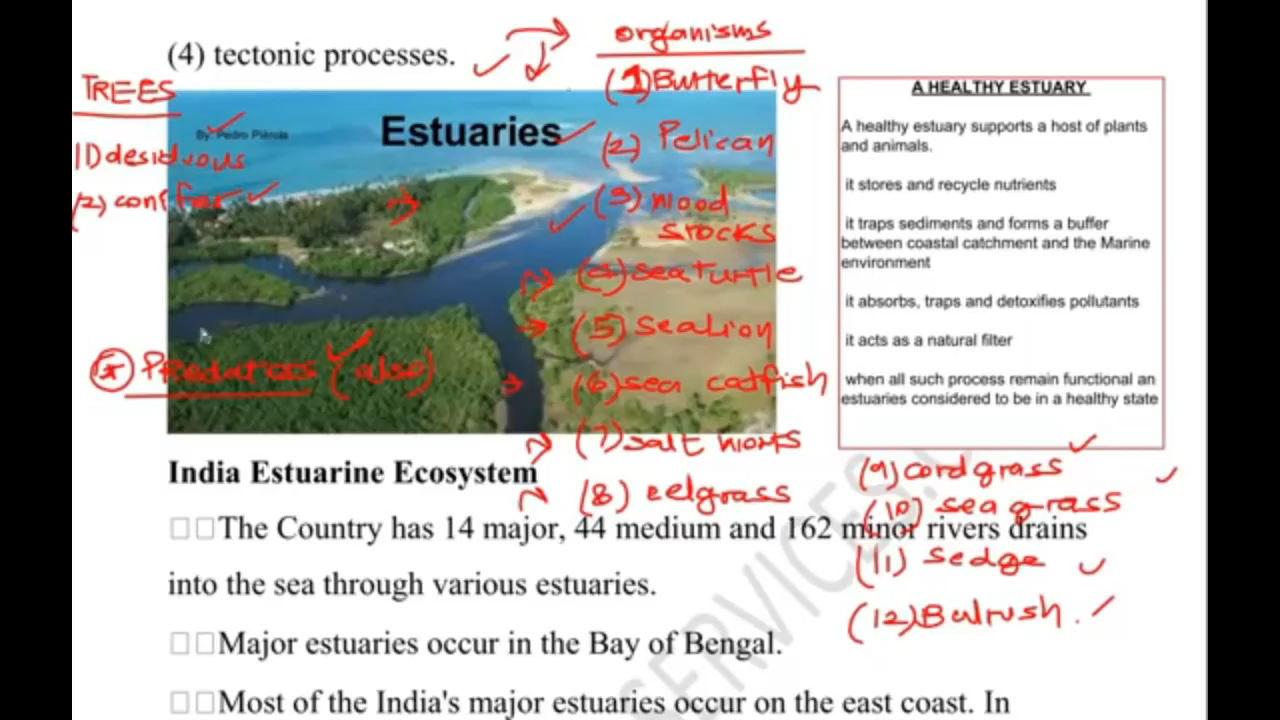 (4) tectonic processes.
organisms
TREES
(1) Butterfly
By: Pedro Piérola
Estuaries
(2) Pelican
1) desiduous
(2) conifar
(3) wood
srocks
(4) sea turtle
(5) sea lion
* Predators (also)
(6) sea catfish
(7) salt
(8) eelgrass
A HEALTHY ESTUARY
A healthy estuary supports a host of plants
and animals.
it stores and recycle nutrients
it traps sediments and forms a buffer
between coastal catchment and the Marine
environment
it absorbs, traps and detoxifies pollutants
it acts as a natural filter
when all such process remain functional an
estuaries considered to be in a healthy state
(9) cordgrass
(10) sea grass
(11) sedge
(12) Bulrush.
India Estuarine Ecosystem
The Country has 14 major, 44 medium and 162 minor rivers drains
into the sea through various estuaries.
Major estuaries occur in the Bay of Bengal.
Most of the India's major estuaries occur on the east coast. In
SERVICES